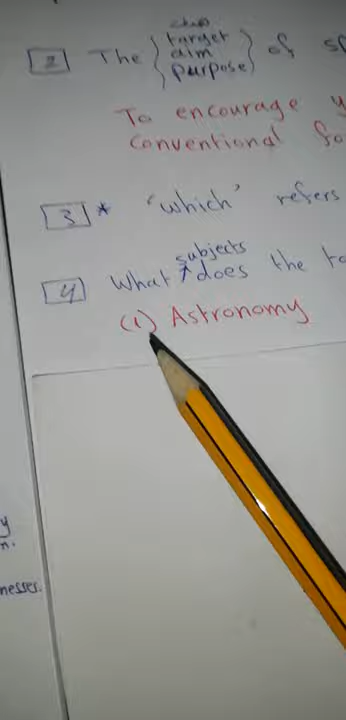 target
2 The aim of
purpose
To encourage
conventional
3 * 'which' refers
subjects
4 What does the
(1) Astronomy
nesses.